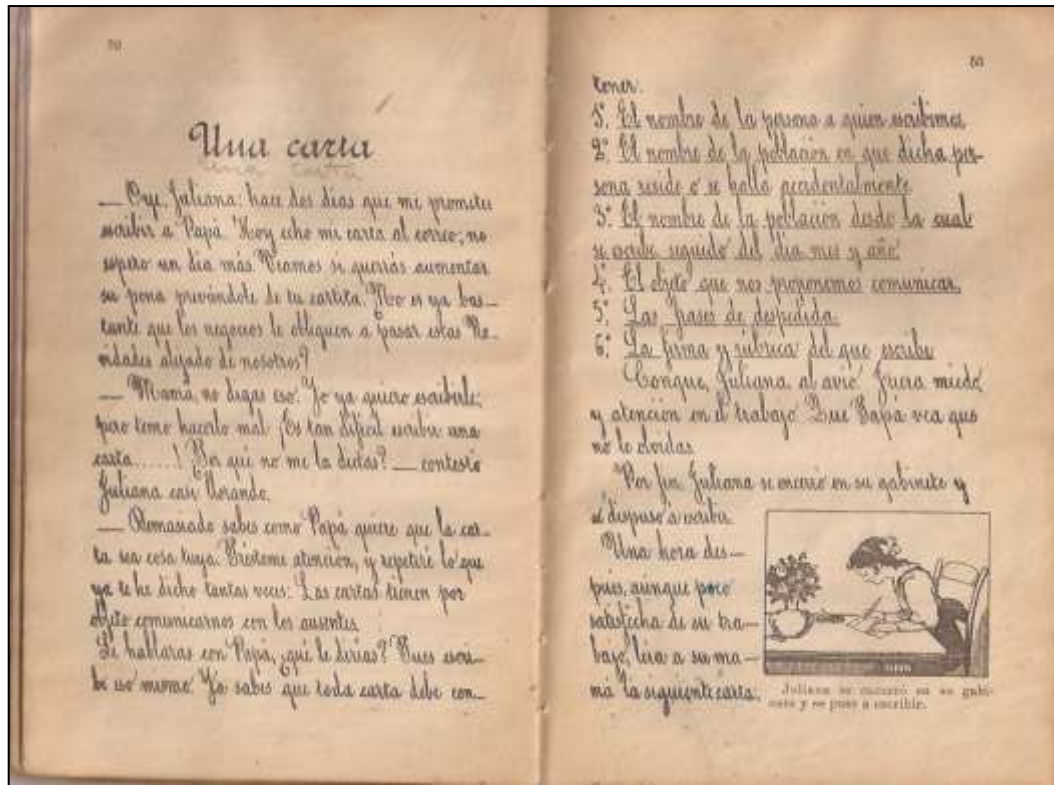 Una carta
una carta
— Oye, Juliana: hace dos días que me prometes
escribir a Papá. Hoy echo mi carta al correo; no
espero un día más. Veamos si querrás aumentar
su pena privándole de tu cartita. ¿No es ya bas—
tante que los negocios le obliguen a pasar estas Na—
vidades alejado de nosotros?
— Mamá, no digas eso. Yo ya quiero escribirle;
pero temo hacerlo mal. ¡Es tan difícil escribir una
carta......! ¿Por qué no me la dictas? — contestó
Juliana casi llorando.
— Demasiado sabes como Papá quiere que la car-
ta sea cosa tuya. Préstame atención, y repetiré lo que
ya te he dicho tantas veces: Las cartas tienen por
objeto comunicarnos con los ausentes.
Si hablaras con Papá, ¿qué le dirías? Pues escri—
be eso mismo. Ya sabes que toda carta debe con—
tener:
1.° El nombre de la persona a quien escribimos
2.° El nombre de la población en que dicha per-
sona reside o se halla accidentalmente.
3.° El nombre de la población desde la cual
se escribe seguido del día mes y año.
4.° El objeto que nos proponemos comunicar.
5.° Las frases de despedida.
6.° La firma y rúbrica del que escribe
Conque, Juliana, al avío. Fuera miedo,
y atención en el trabajo. Que Papá vea que
no le olvidas.
Por fin Juliana se encerró en su gabinete y
se dispuso a escribir.
Una hora des—
pués, aunque poco
satisfecha de su tra—
bajo, leía a su ma—
má la siguiente carta:
Juliana se encerró en su gabi-
nete y se puso a escribir.